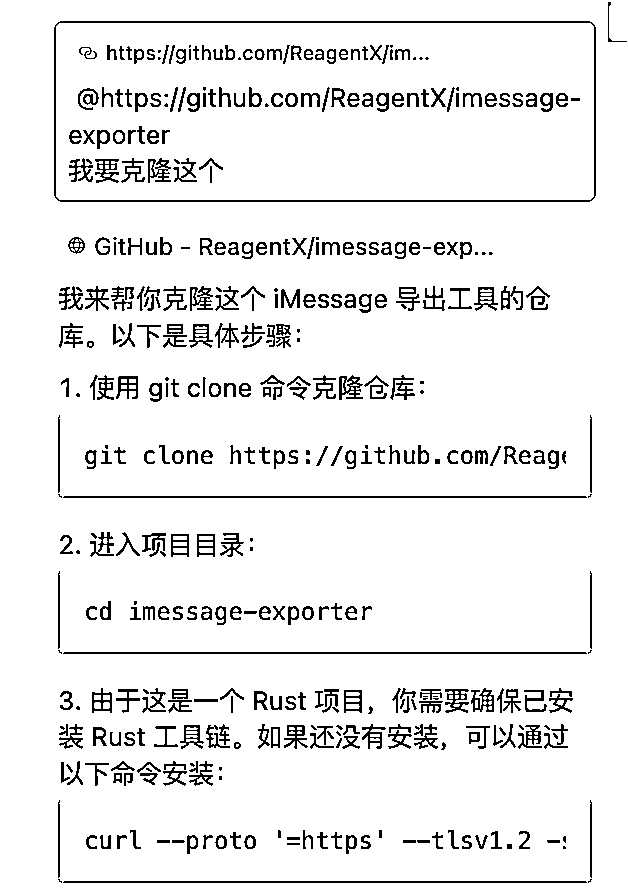 https://github.com/ReagentX/im...
@https://github.com/ReagentX/imessage-
exporter
我要克隆这个
GitHub - ReagentX/imessage-exp...
我来帮你克隆这个 iMessage 导出工具的仓
库。以下是具体步骤：
1. 使用 git clone 命令克隆仓库：
git clone https://github.com/Reage
2. 进入项目目录：
cd imessage-exporter
3. 由于这是一个 Rust 项目，你需要确保已安
装 Rust 工具链。如果还没有安装，可以通过
以下命令安装：
curl --proto '=https' --tlsv1.2 -s